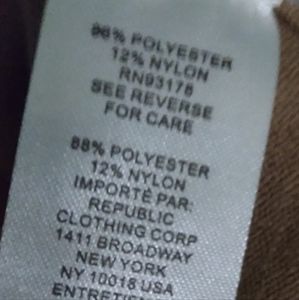 88% POLYESTER
12% NYLON
RN93178
SEE REVERSE
FOR CARE
88% POLYESTER
12% NYLON
IMPORTÉ PAR:
REPUBLIC
CLOTHING CORP
1411 BROADWAY
NEW YORK
NY 10018 USA
ENTRETIEN